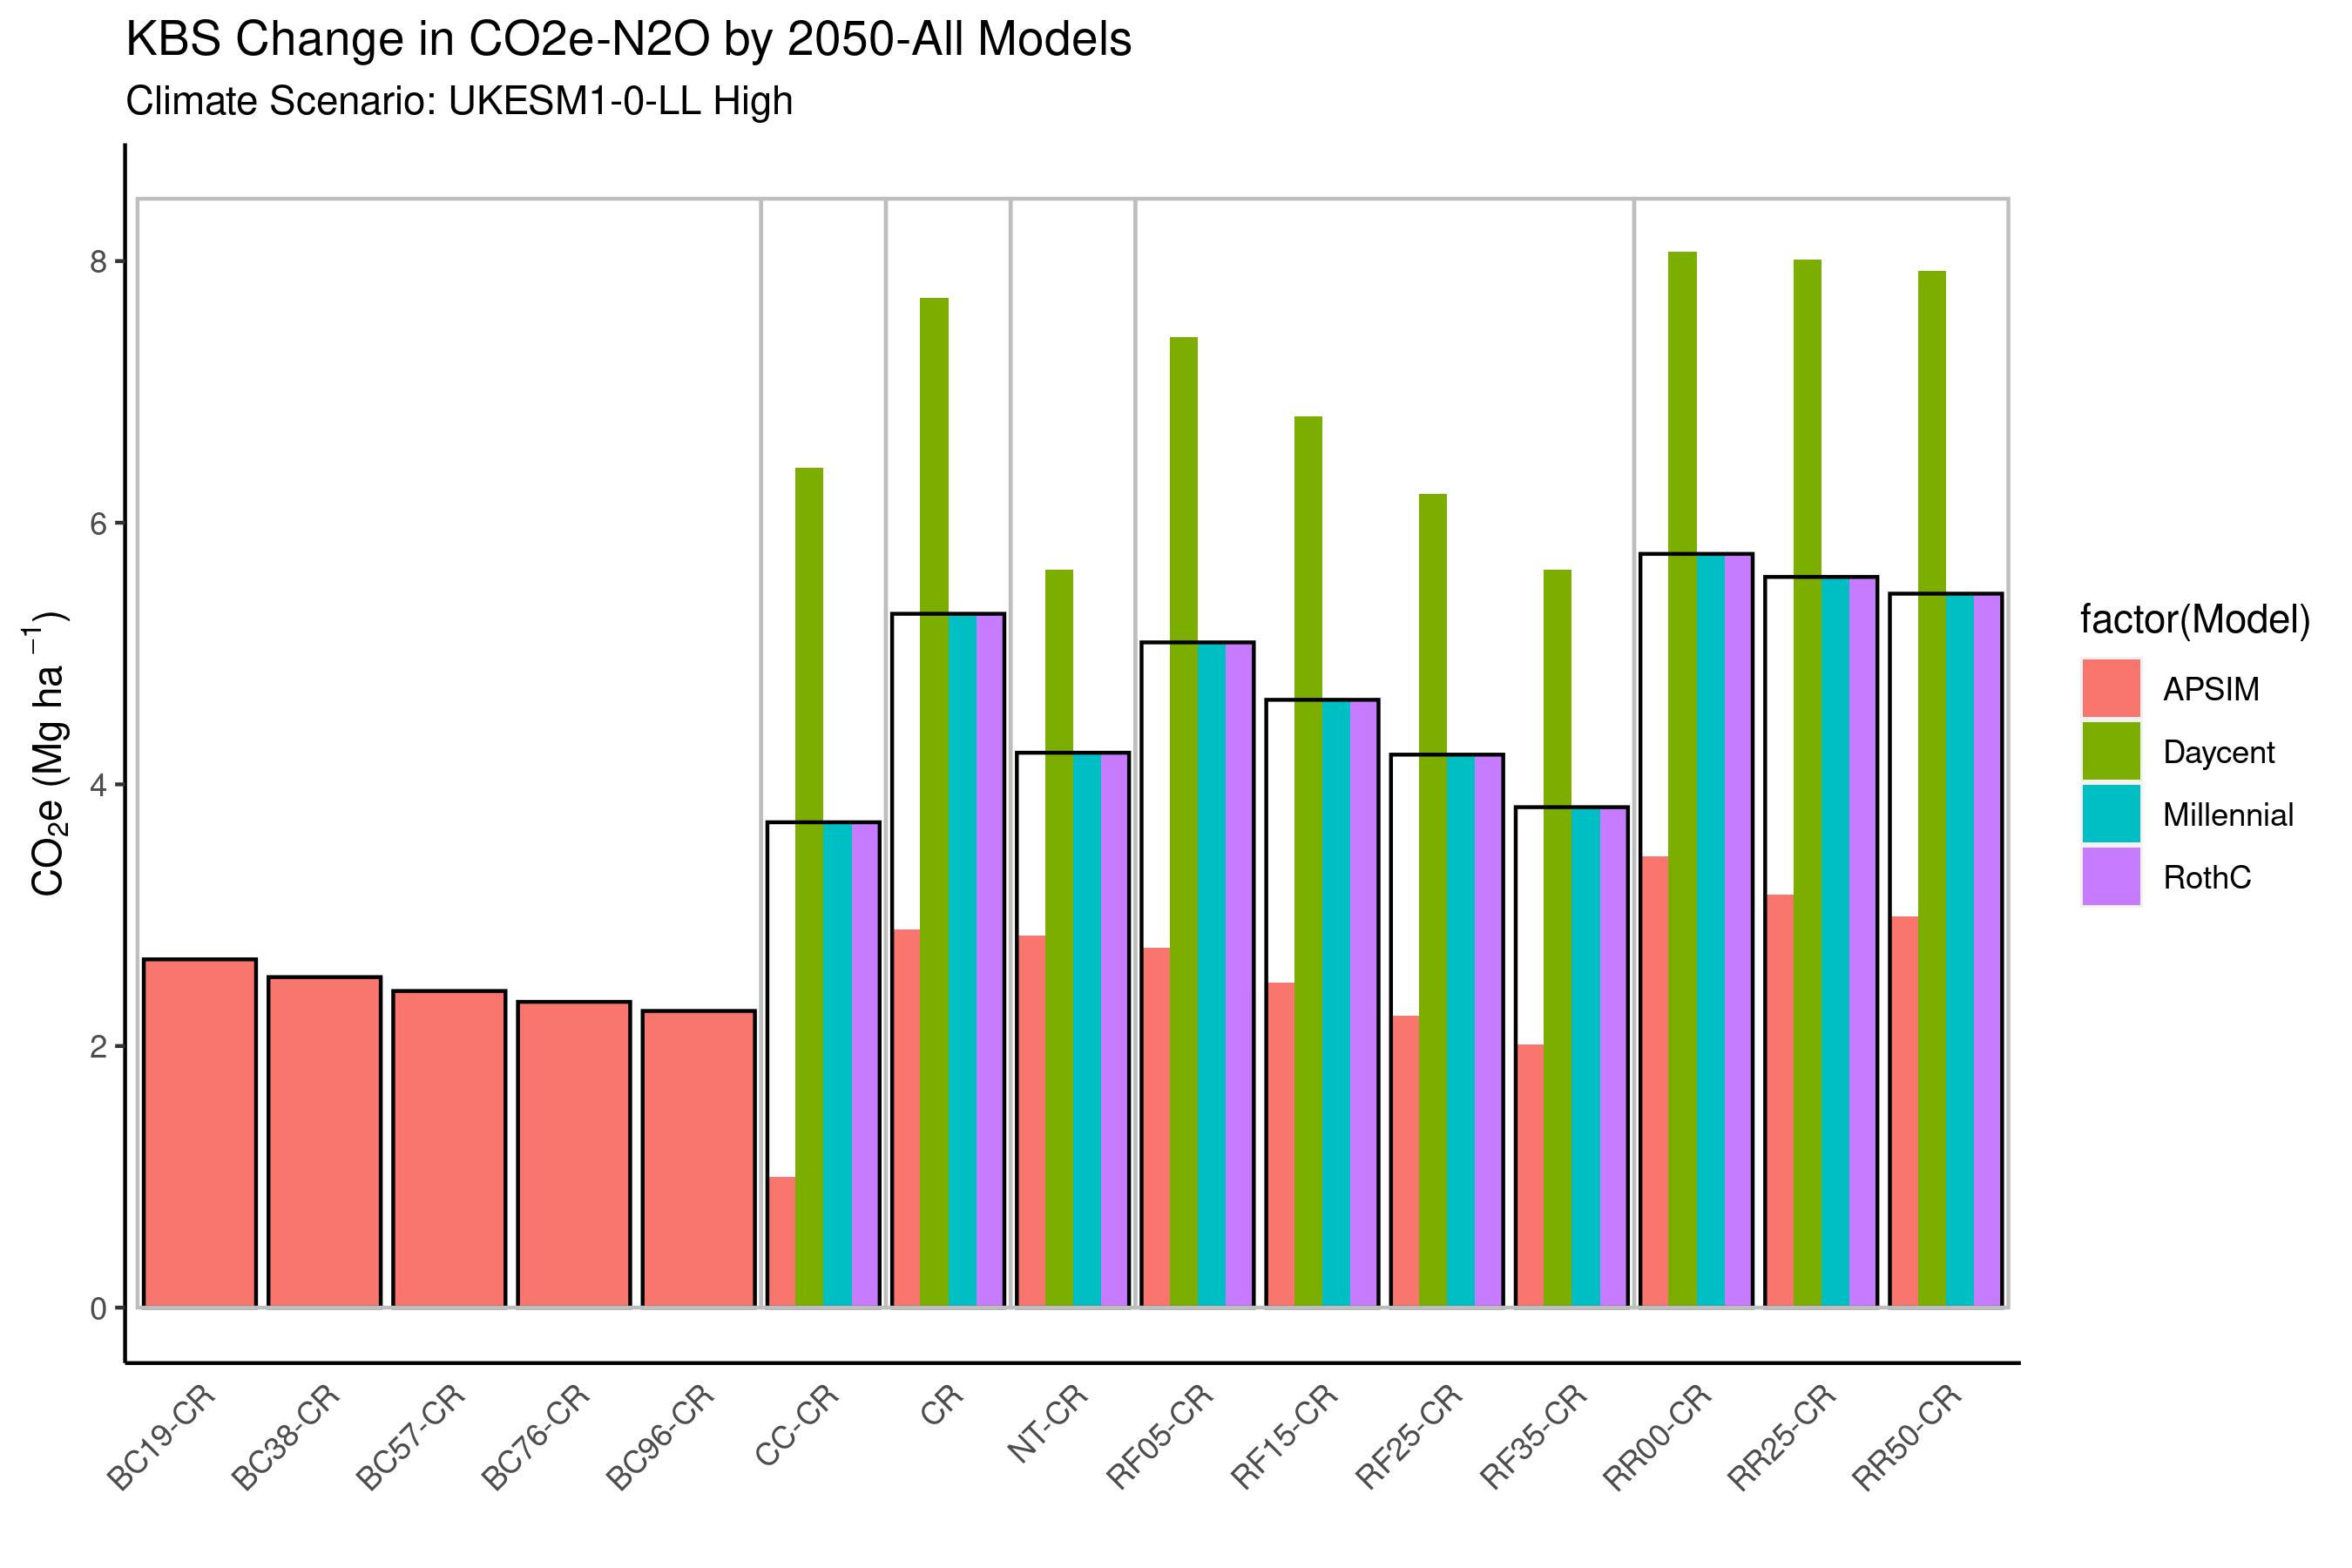 KBS Change in CO2e-N2O by 2050-All Models
Climate Scenario: UKESM1-0-LL High
CO₂e (Mg ha ⁻¹)
8
6
4
2
0
BC19-CR
BC38-CR
BC57-CR
BC76-CR
BC96-CR
CC-CR
CR
NT-CR
RF05-CR
RF15-CR
RF25-CR
RF35-CR
RR00-CR
RR25-CR
RR50-CR
factor(Model)
APSIM
Daycent
Millennial
RothC